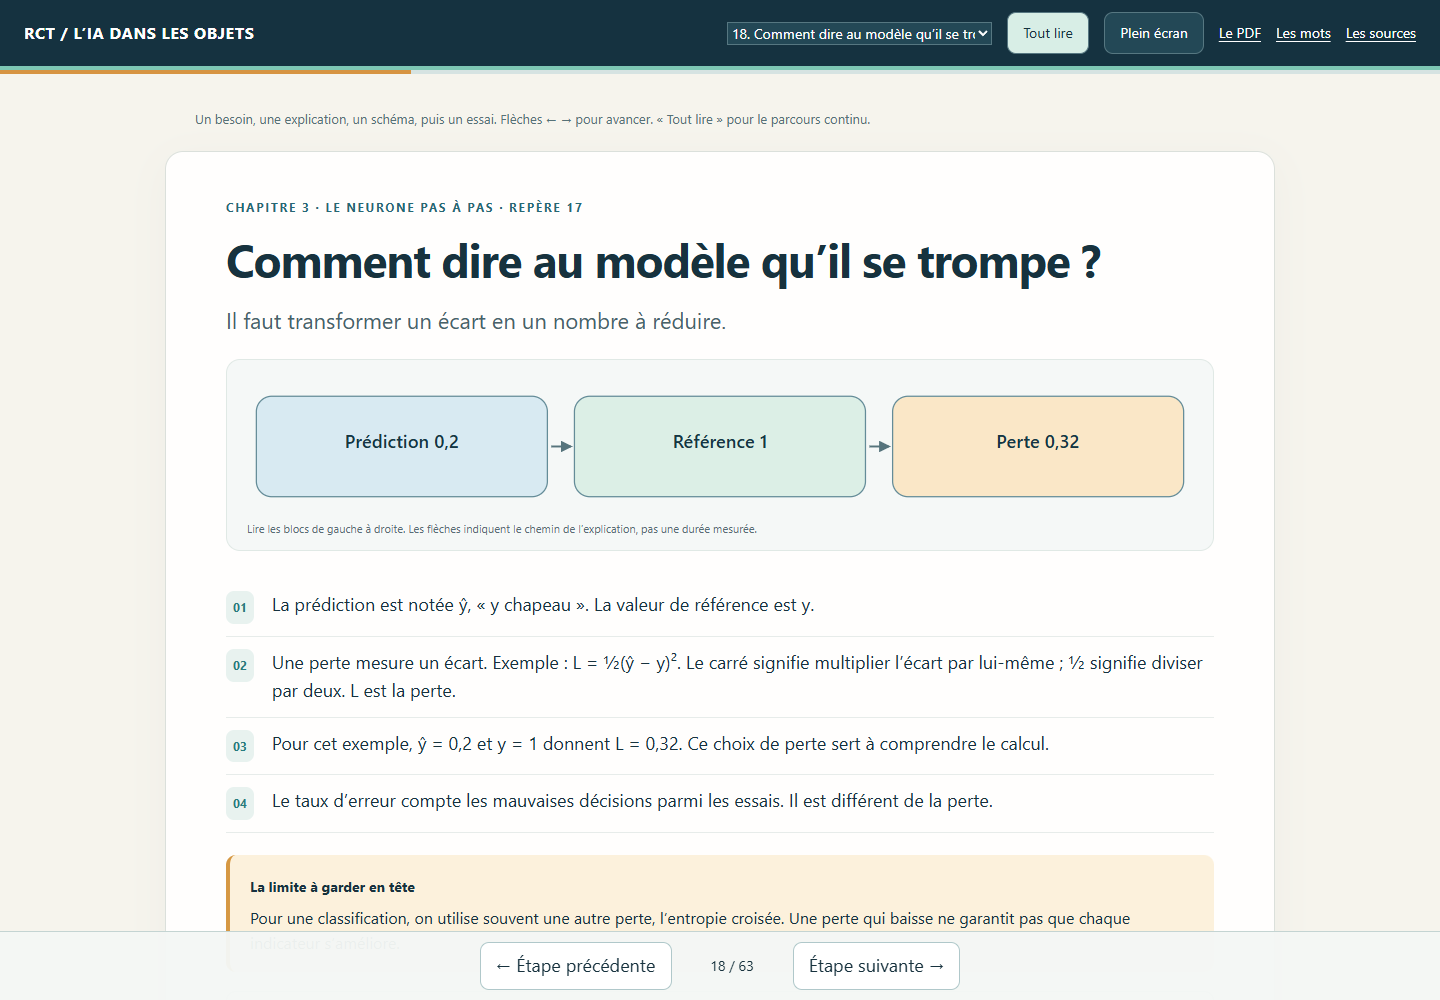 RCT / L’IA DANS LES OBJETS
18. Comment dire au modèle qu’il se tro
Tout lire
Plein écran
Le PDF
Les mots
Les sources
Un besoin, une explication, un schéma, puis un essai. Flèches ← → pour avancer. « Tout lire » pour le parcours continu.
CHAPITRE 3 · LE NEURONE PAS À PAS · REPÈRE 17
Comment dire au modèle qu’il se trompe ?
Il faut transformer un écart en un nombre à réduire.
Prédiction 0,2
Référence 1
Perte 0,32
Lire les blocs de gauche à droite. Les flèches indiquent le chemin de l’explication, pas une durée mesurée.
01 La prédiction est notée ŷ, « y chapeau ». La valeur de référence est y.
02 Une perte mesure un écart. Exemple : L = ½(ŷ − y)². Le carré signifie multiplier l’écart par lui-même ; ½ signifie diviser
par deux. L est la perte.
03 Pour cet exemple, ŷ = 0,2 et y = 1 donnent L = 0,32. Ce choix de perte sert à comprendre le calcul.
04 Le taux d’erreur compte les mauvaises décisions parmi les essais. Il est différent de la perte.
La limite à garder en tête
Pour une classification, on utilise souvent une autre perte, l’entropie croisée. Une perte qui baisse ne garantit pas que chaque
indicateur s’améliore.
← Étape précédente
18 / 63
Étape suivante →